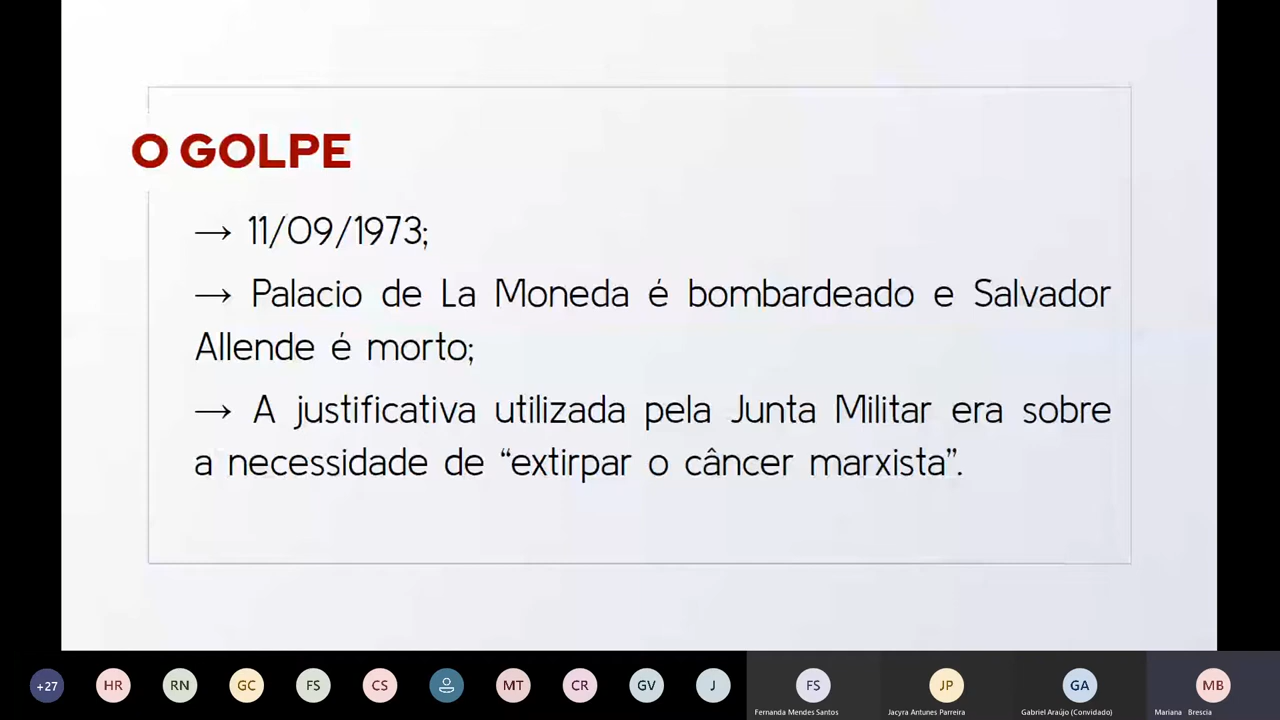 O GOLPE
→ 11/09/1973;
→ Palacio de La Moneda é bombardeado e Salvador
Allende é morto;
→ A justificativa utilizada pela Junta Militar era sobre
a necessidade de “extirpar o câncer marxista”.
+27 HR RN GC FS CS MT CR GV J FS JP GA MB
Fernanda Mendes Santos Jacyra Antunes Parreira Gabriel Araújo (Convidado) Mariana Brescia